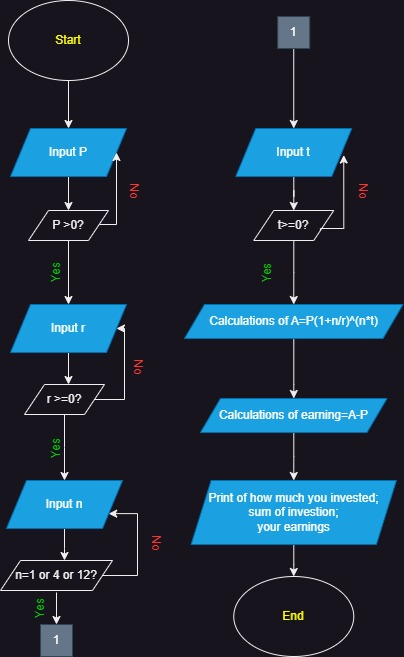 Start
Input P
No
P >0?
Yes
Input r
No
r >=0?
Yes
Input n
No
n=1 or 4 or 12?
Yes
1
1
Input t
No
t>=0?
Yes
Calculations of A=P(1+n/r)^(n*t)
Calculations of earning=A-P
Print of how much you invested;
sum of investion;
your earnings
End